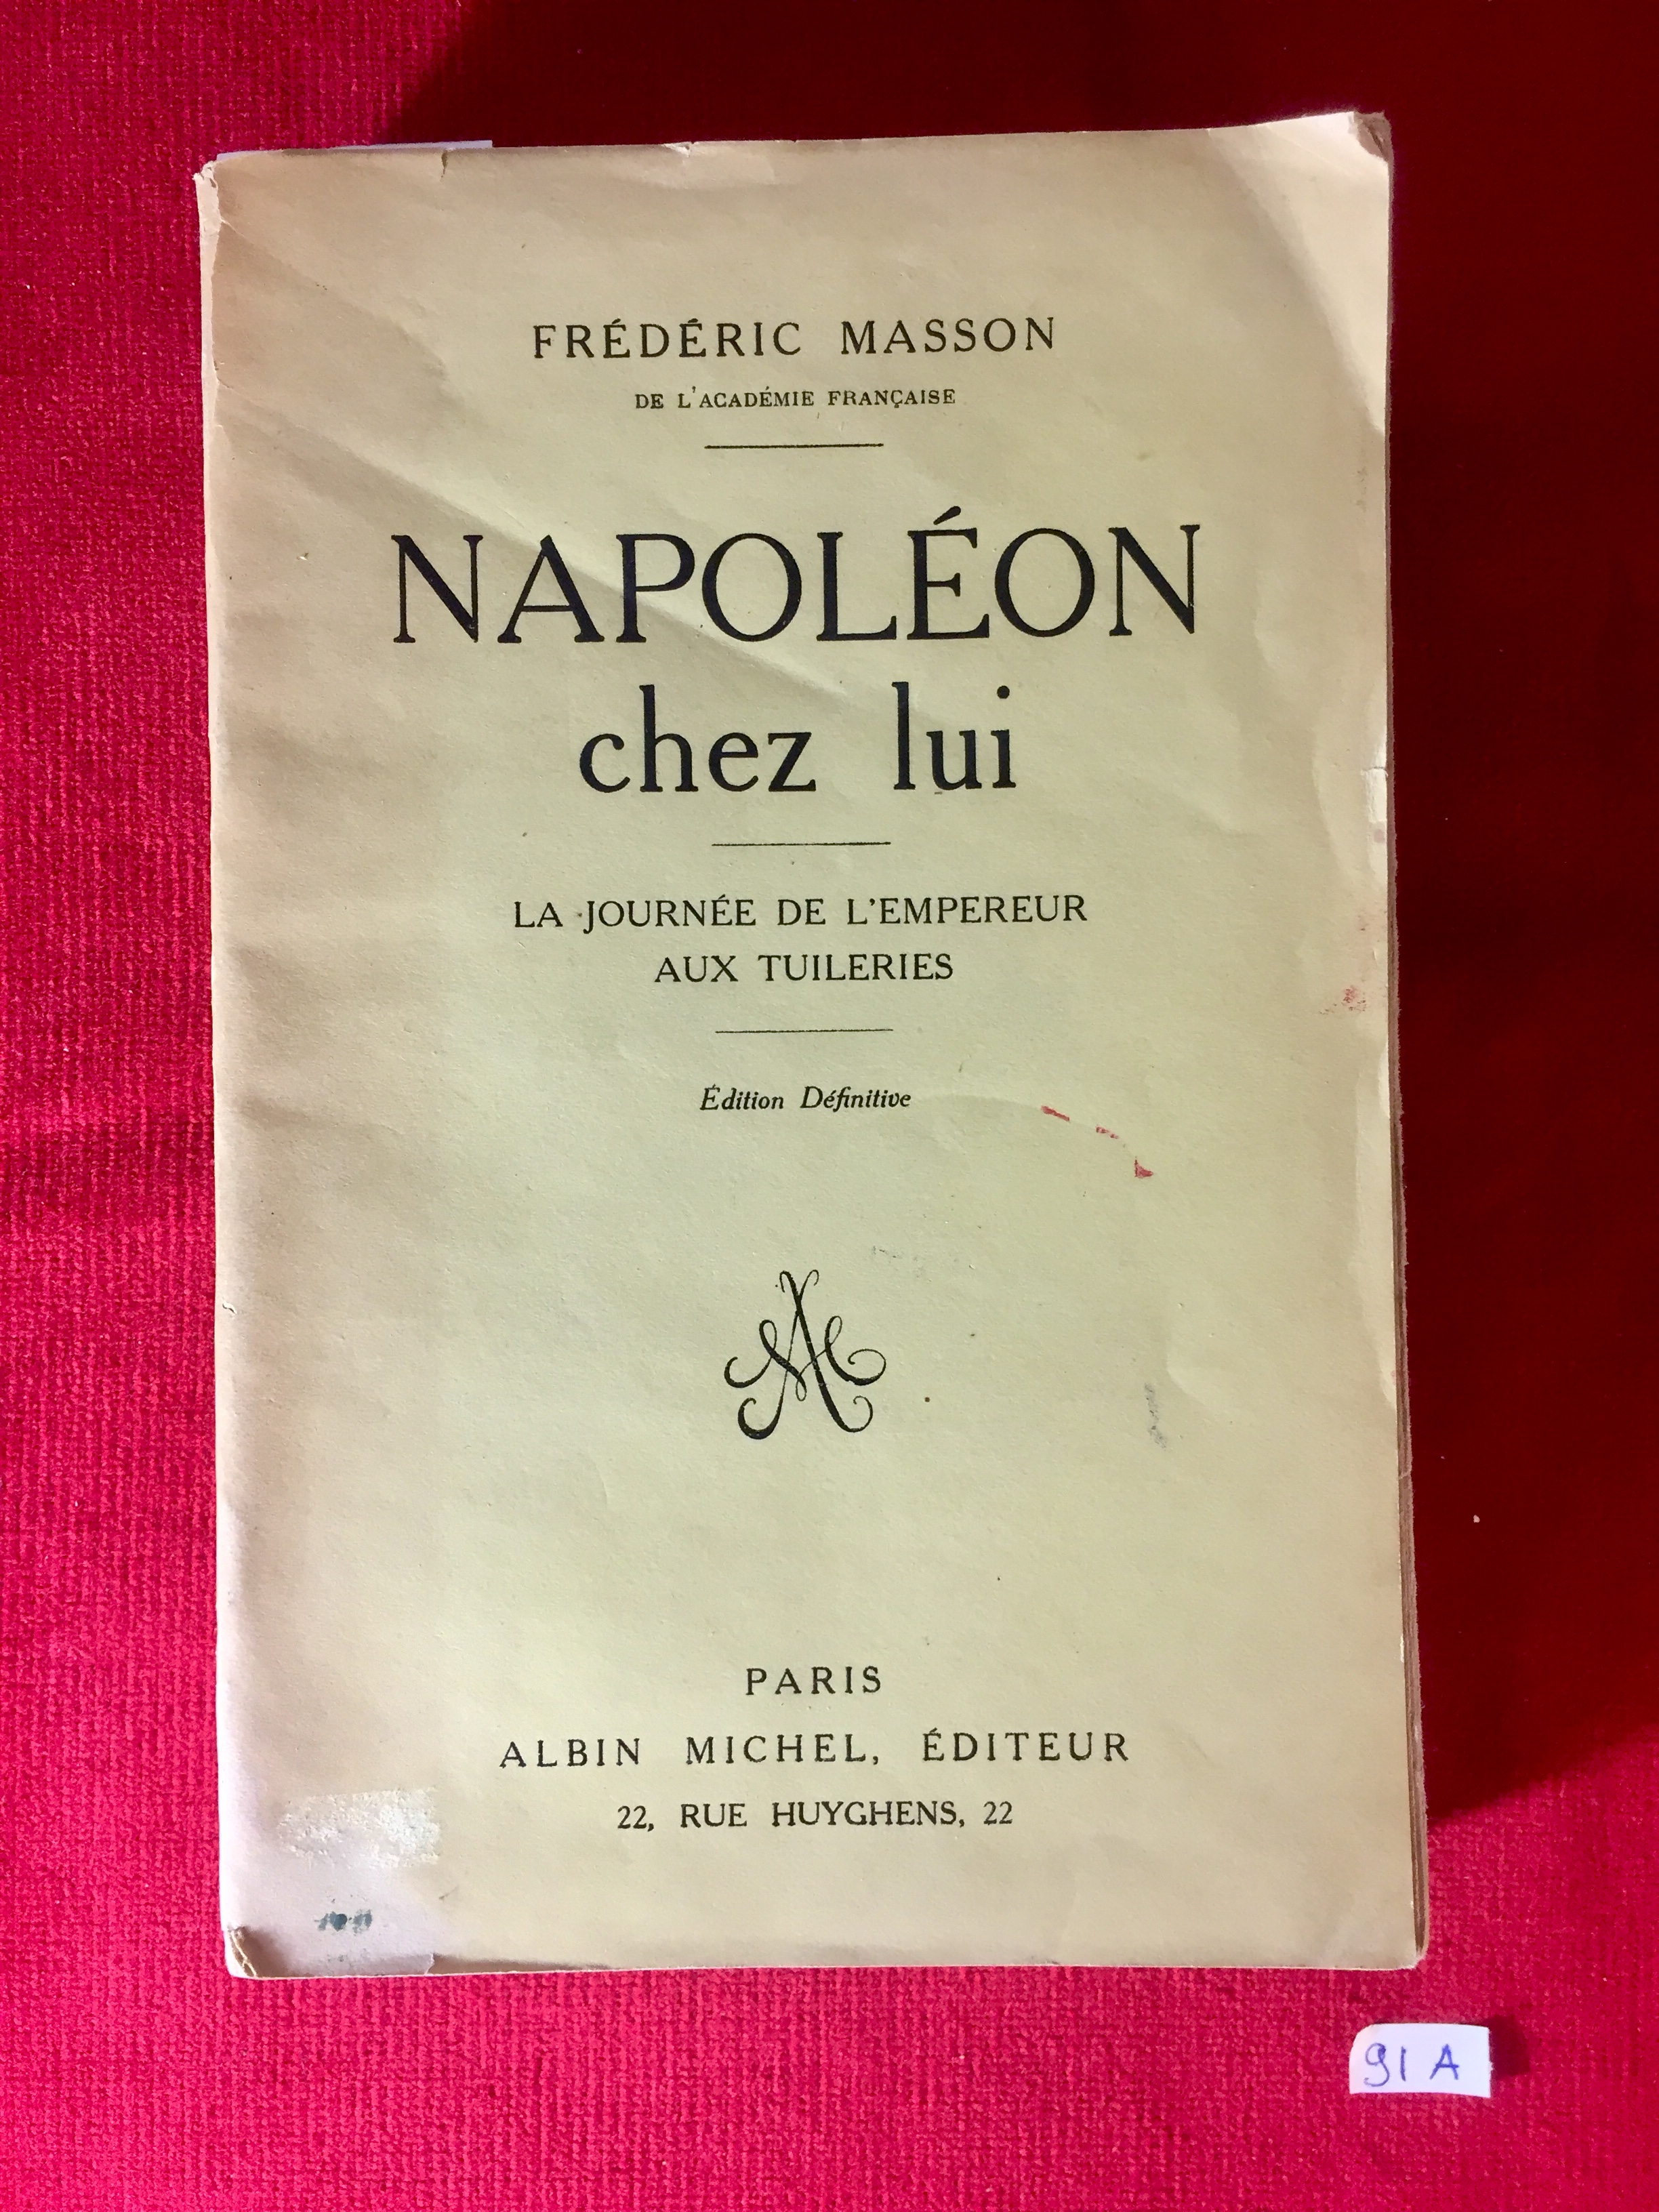 FRÉDÉRIC MASSON
DE L'ACADÉMIE FRANÇAISE
NAPOLÉON
chez lui
LA JOURNÉE DE L'EMPEREUR
AUX TUILERIES
Édition Définitive
AM
PARIS
ALBIN MICHEL, ÉDITEUR
22, RUE HUYGHENS, 22
91 A